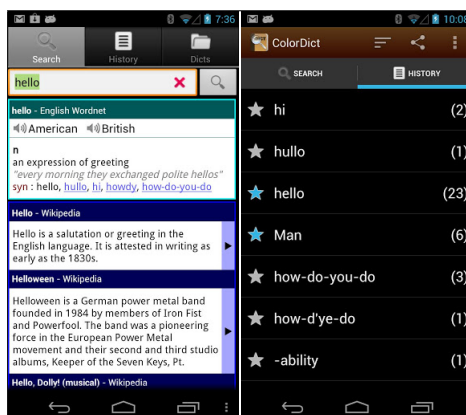 7:36
Search
History
Dicts
hello
hello - English Wordnet
American
British
n
an expression of greeting
"every morning they exchanged polite hellos"
syn : hello, hullo, hi, howdy, how-do-you-do
Hello - Wikipedia
Hello is a salutation or greeting in the
English language. It is attested in writing as
early as the 1830s.
Helloween - Wikipedia
Helloween is a German power metal band
founded in 1984 by members of Iron Fist
and Powerfool. The band was a pioneering
force in the European Power Metal
movement and their second and third studio
albums, Keeper of the Seven Keys, Pt.
Hello, Dolly! (musical) - Wikipedia
10:08
ColorDict
SEARCH
HISTORY
hi (2)
hullo (1)
hello (23)
Man (6)
how-do-you-do (3)
how-d'ye-do (1)
-ability (1)